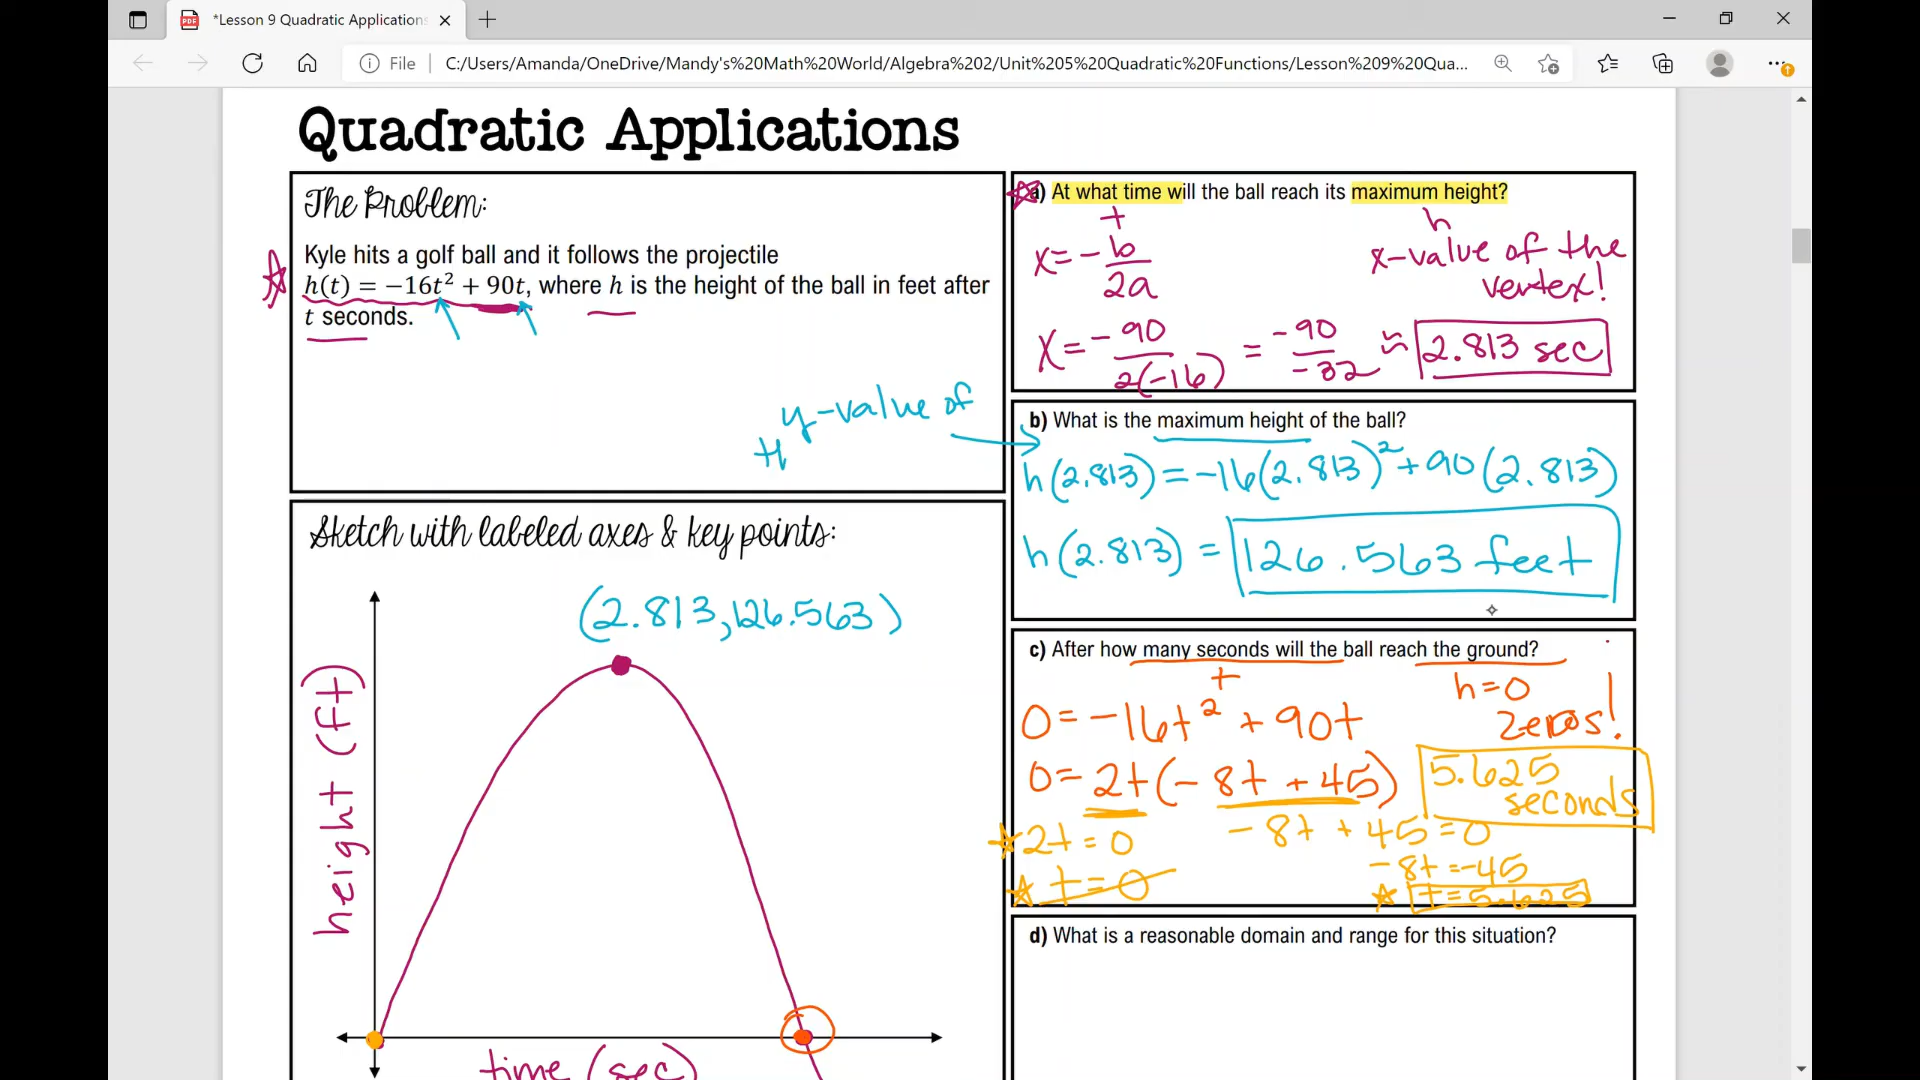 *Lesson 9 Quadratic Applications
File
C:/Users/Amanda/OneDrive/Mandy's%20Math%20World/Algebra%202/Unit%205%20Quadratic%20Functions/Lesson%209%20Qua...
Quadratic Applications
The Problem:
Kyle hits a golf ball and it follows the projectile
h(t) = −16t² + 90t, where h is the height of the ball in feet after
t seconds.
y-value of
Sketch with labeled axes & key points:
(2.813, 126.563)
height (ft)
time (sec)
a) At what time will the ball reach its maximum height?
t
h
x = -b/2a
x-value of the
vertex!
x = -90/2(-16) = -90/-32 ≈ 2.813 sec
b) What is the maximum height of the ball?
h(2.813) = -16(2.813)² + 90(2.813)
h(2.813) = 126.563 feet
c) After how many seconds will the ball reach the ground?
t
h=0
0 = -16t² + 90t
zeros!
0 = 2t(-8t + 45)
5.625
seconds
2t = 0
-8t + 45 = 0
-8t = -45
t = 0
t = 5.625
d) What is a reasonable domain and range for this situation?